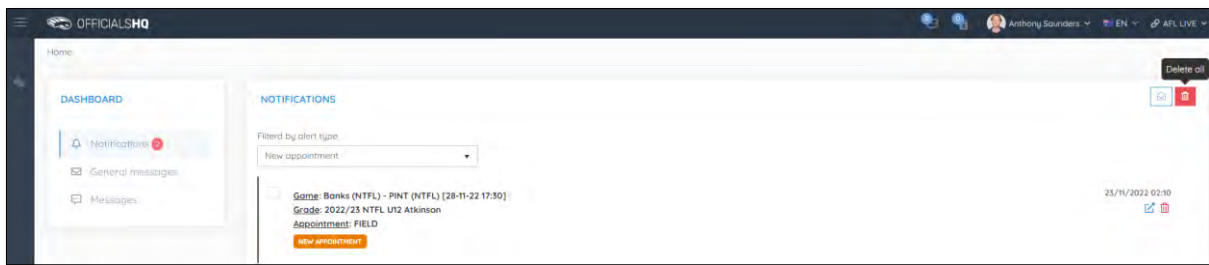 OFFICIALSHQ
Anthony Saunders
EN
AFL LIVE
Home
Delete all
DASHBOARD
Notifications
General messages
Messages
NOTIFICATIONS
Filterd by alert type
New appointment
Game: Banks (NTFL) - PINT (NTFL) [28-11-22 17:30]
Grade: 2022/23 NTFL U12 Atkinson
Appointment: FIELD
NEW APPOINTMENT
23/11/2022 02:10